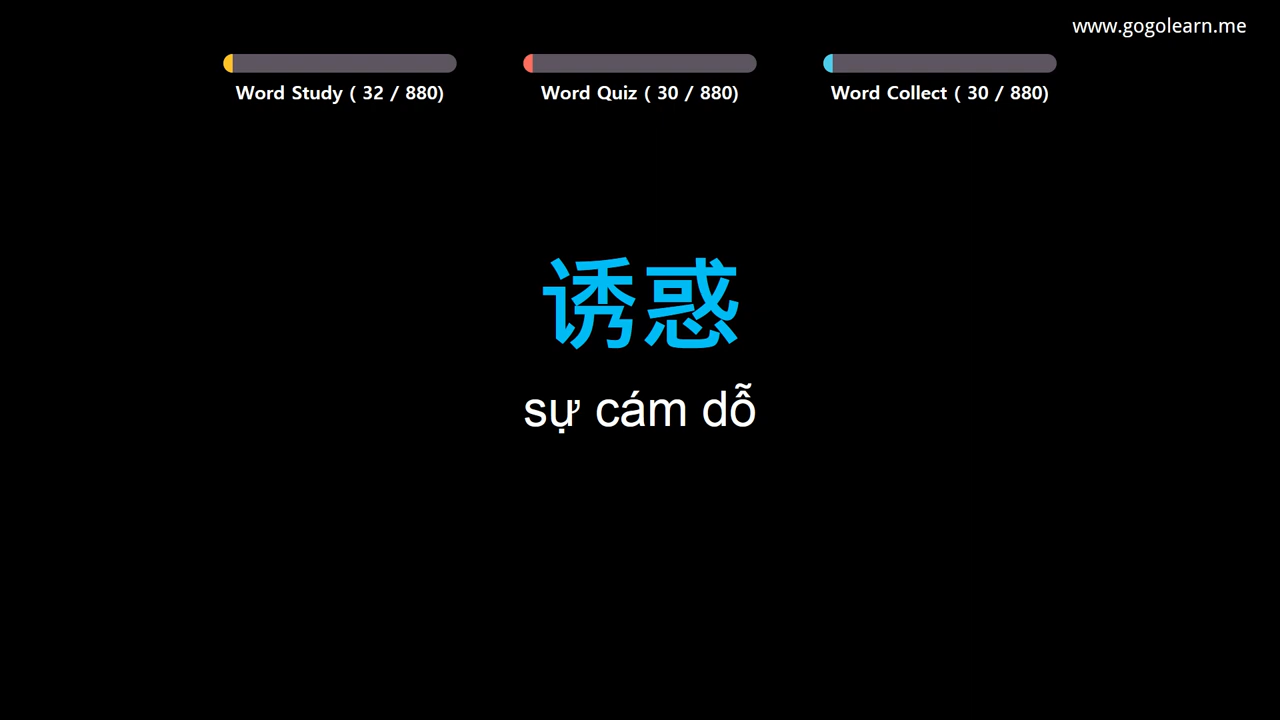 www.gogolearn.me
Word Study ( 32 / 880)
Word Quiz ( 30 / 880)
Word Collect ( 30 / 880)
诱惑
sự cám dỗ